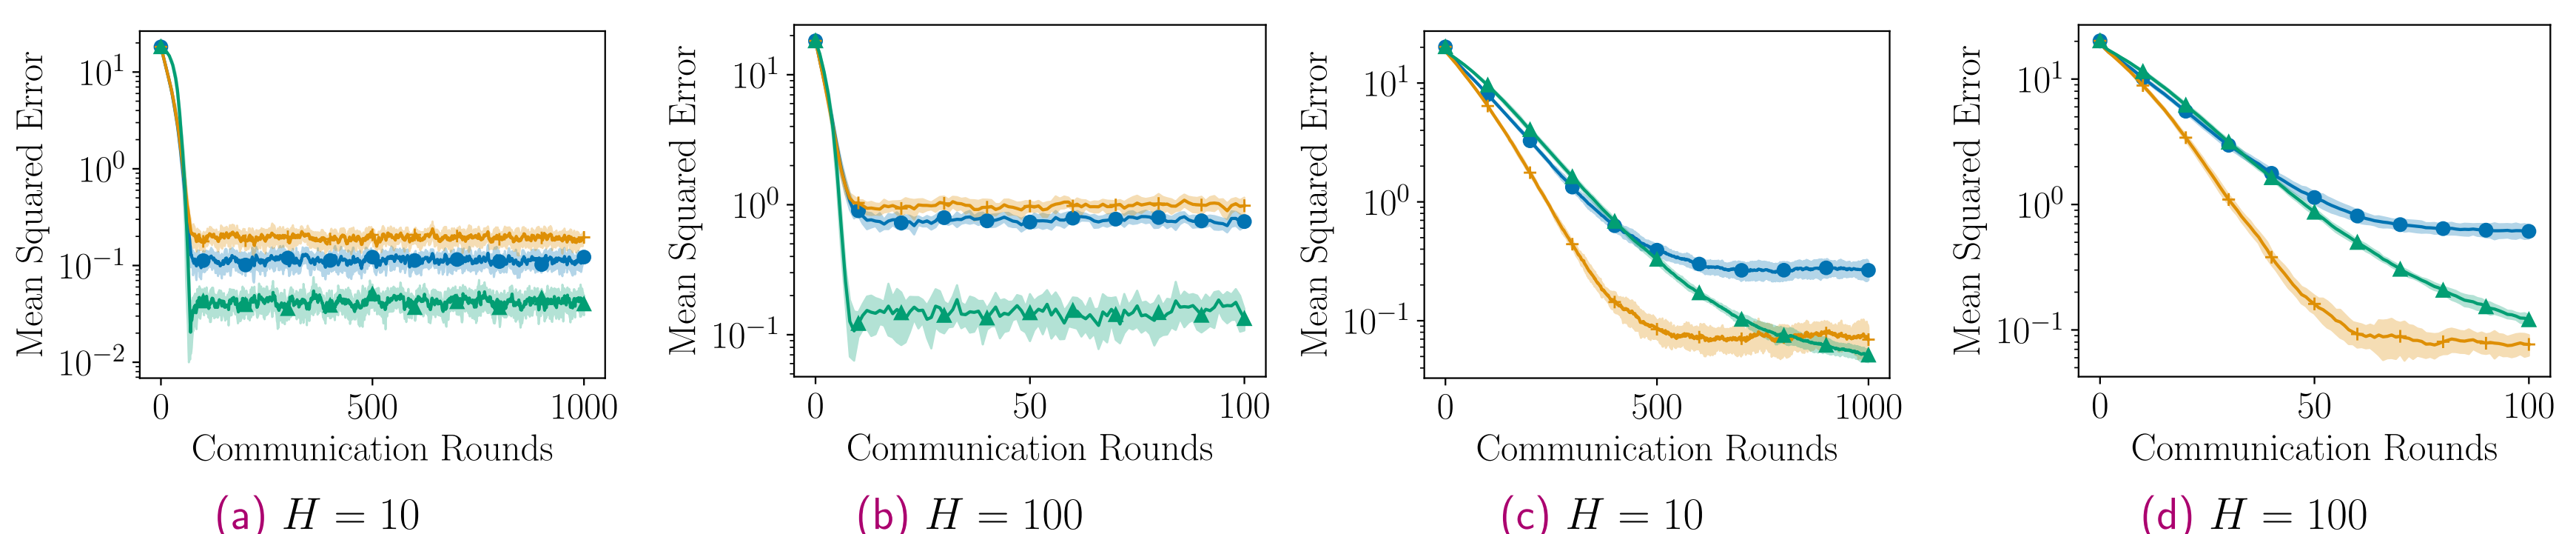 Mean Squared Error
10^1
10^0
10^-1
10^-2
0 500 1000
Communication Rounds
(a) H = 10
Mean Squared Error
10^1
10^0
10^-1
0 50 100
Communication Rounds
(b) H = 100
Mean Squared Error
10^1
10^0
10^-1
0 500 1000
Communication Rounds
(c) H = 10
Mean Squared Error
10^1
10^0
10^-1
0 50 100
Communication Rounds
(d) H = 100